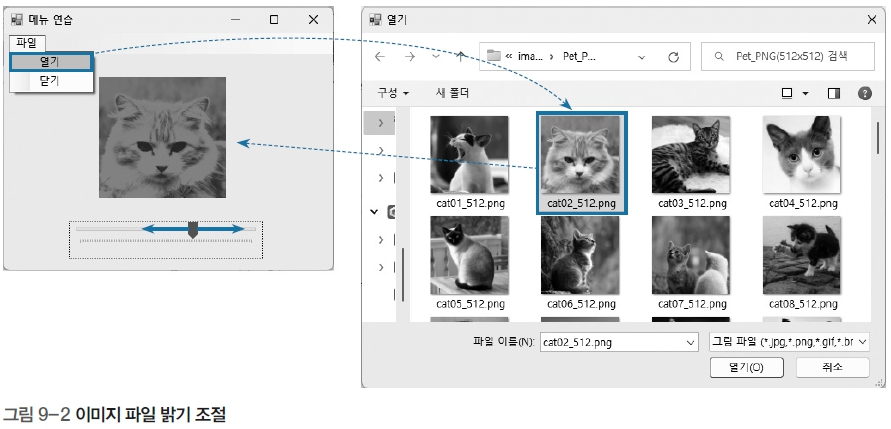 메뉴 연습
파일
열기
닫기
열기
« ima... › Pet_P...
Pet_PNG(512x512) 검색
구성
새 폴더
cat01_512.png
cat02_512.png
cat03_512.png
cat04_512.png
cat05_512.png
cat06_512.png
cat07_512.png
cat08_512.png
파일 이름(N):
cat02_512.png
그림 파일 (*.jpg,*.png,*.gif,*.br
열기(O)
취소
그림 9-2 이미지 파일 밝기 조절